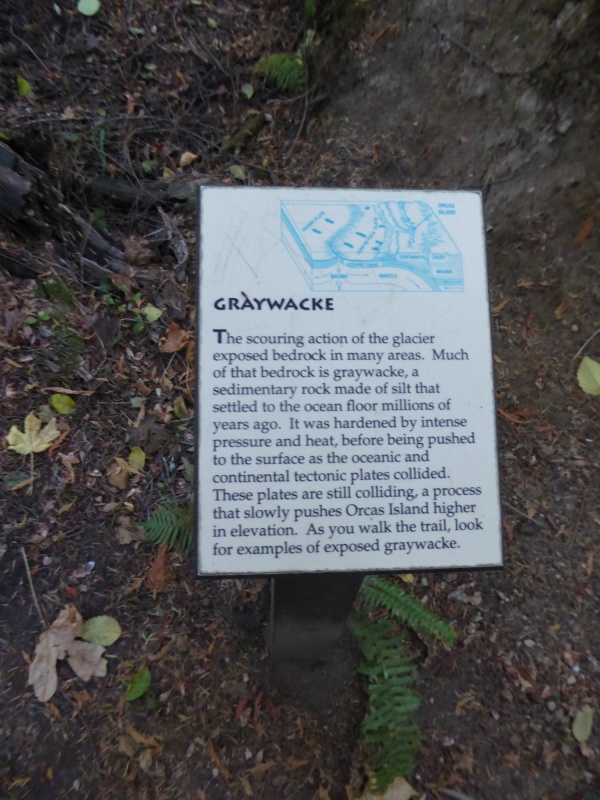 ORCAS
ISLAND
MANTLE
GRAYWACKE
The scouring action of the glacier
exposed bedrock in many areas.  Much
of that bedrock is graywacke, a
sedimentary rock made of silt that
settled to the ocean floor millions of
years ago.  It was hardened by intense
pressure and heat, before being pushed
to the surface as the oceanic and
continental tectonic plates collided.
These plates are still colliding, a process
that slowly pushes Orcas Island higher
in elevation.  As you walk the trail, look
for examples of exposed graywacke.